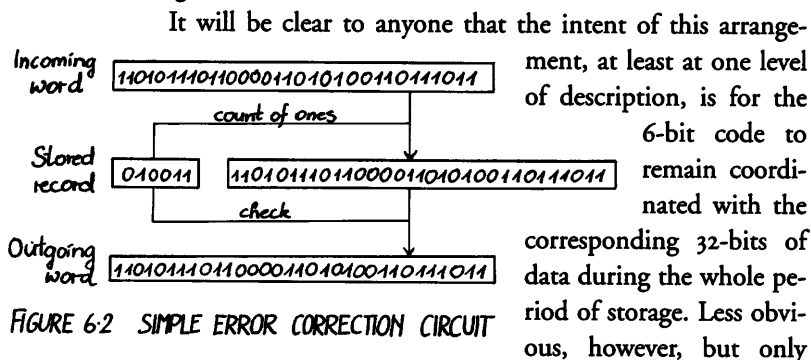 It will be clear to anyone that the intent of this arrange-
ment, at least at one level
of description, is for the
6-bit code to
remain coordi-
nated with the
corresponding 32-bits of
data during the whole pe-
riod of storage. Less obvi-
ous, however, but only
Incoming
word
11010111011000011010100110111011
count of ones
Stored
record
010011 11010111011000011010100110111011
check
Outgoing
word
11010111011000011010100110111011
FIGURE 6·2 SIMPLE ERROR CORRECTION CIRCUIT